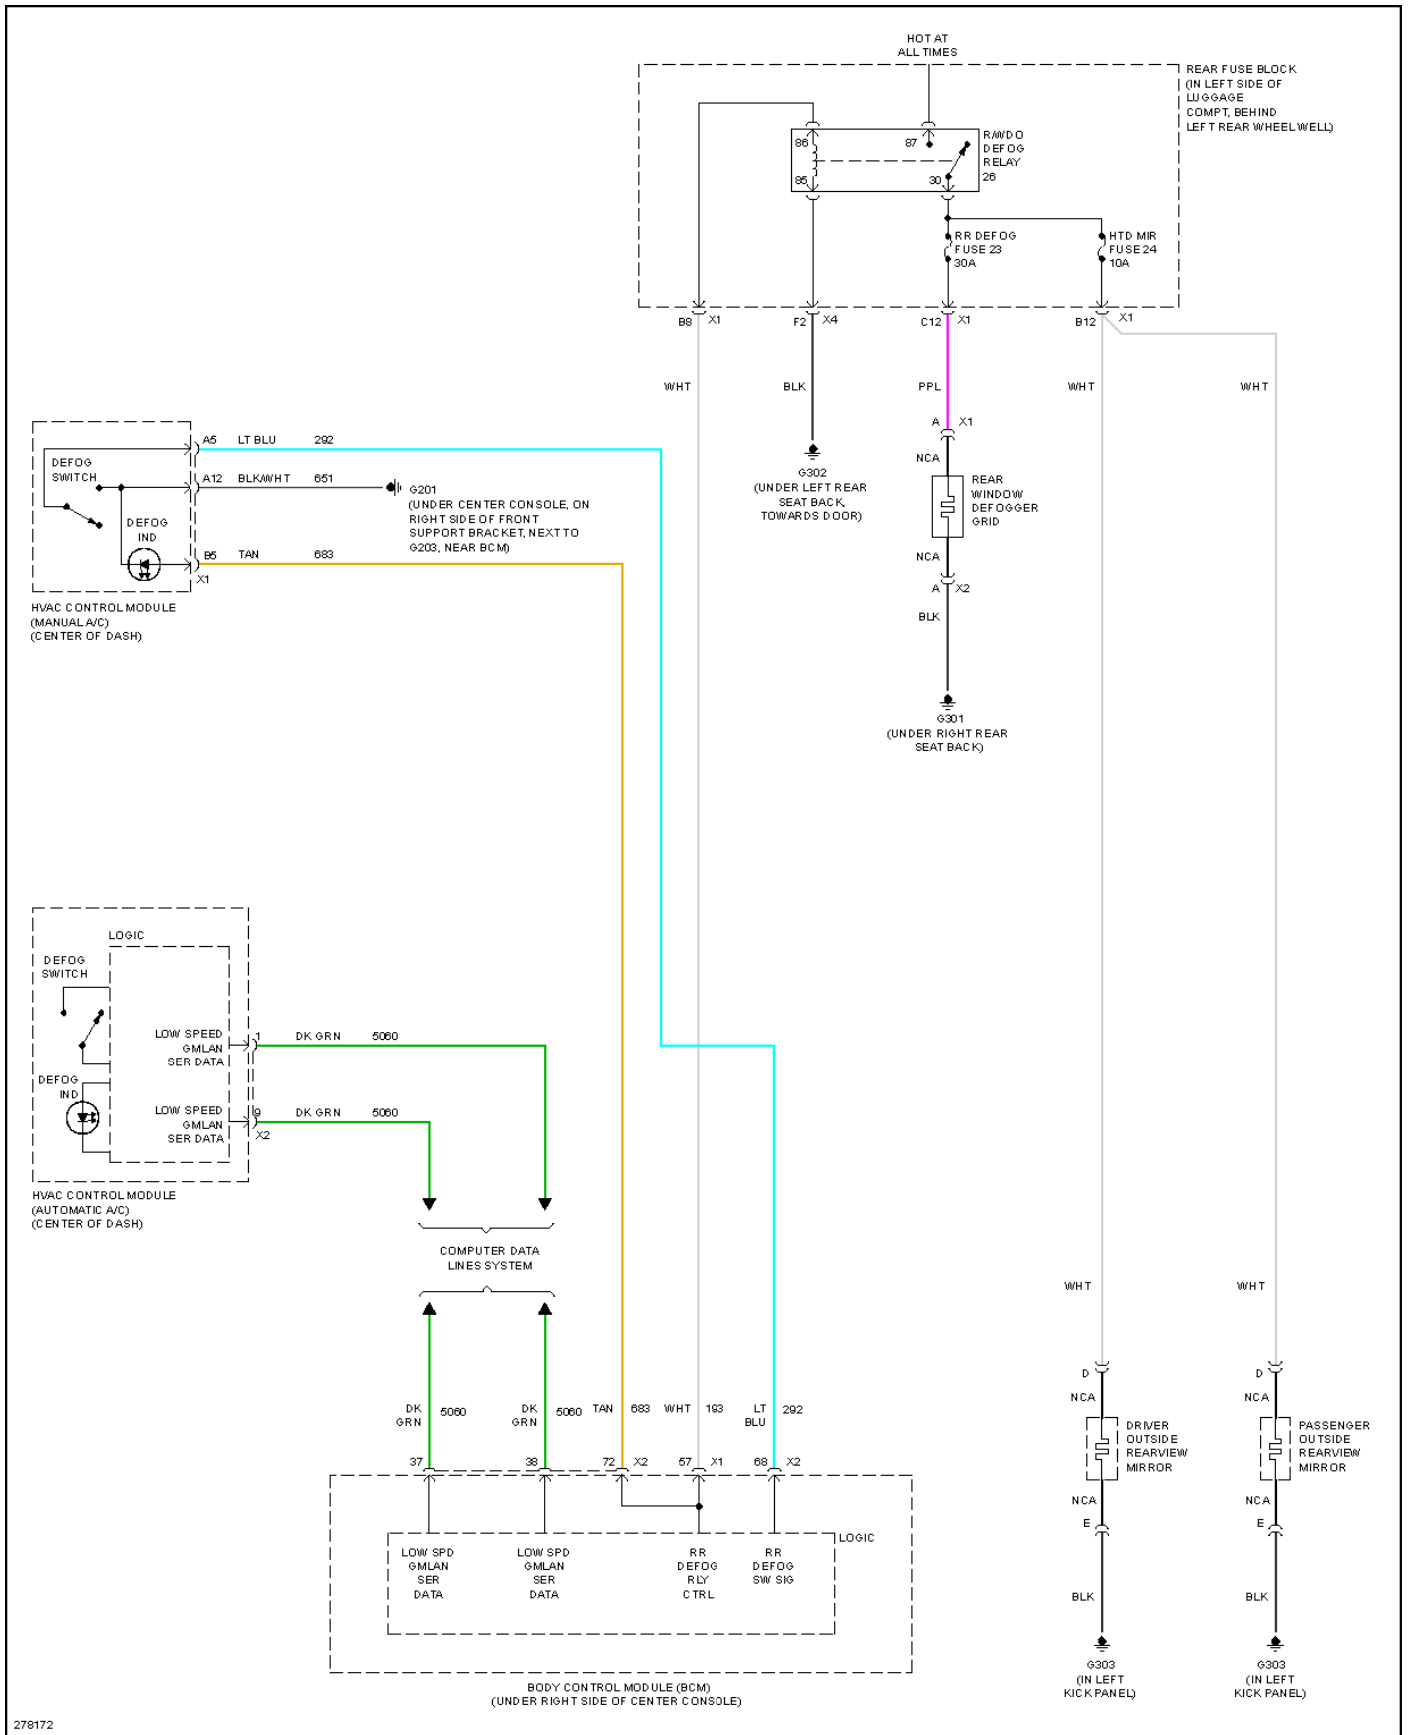 HOT AT
ALL TIMES
REAR FUSE BLOCK
(IN LEFT SIDE OF
LUGGAGE
COMPT, BEHIND
LEFT REAR WHEEL WELL)
86
87
R/WDO
DEFOG
RELAY
26
85
30
RR DEFOG
FUSE 23
30A
HTD MIR
FUSE 24
10A
B8 X1
F2 X4
C12 X1
B12 X1
WHT
BLK
PPL
WHT
WHT
A X1
NCA
REAR
WINDOW
DEFOGGER
GRID
NCA
A X2
BLK
G302
(UNDER LEFT REAR
SEAT BACK,
TOWARDS DOOR)
G301
(UNDER RIGHT REAR
SEAT BACK)
DEFOG
SWITCH
A5 LT BLU 292
A12 BLK/WHT 651
G201
(UNDER CENTER CONSOLE, ON
RIGHT SIDE OF FRONT
SUPPORT BRACKET, NEXT TO
G203, NEAR BCM)
DEFOG
IND
B5 TAN 683
X1
HVAC CONTROL MODULE
(MANUAL A/C)
(CENTER OF DASH)
LOGIC
DEFOG
SWITCH
LOW SPEED
GMLAN
SER DATA
1 DK GRN 5060
DEFOG
IND
LOW SPEED
GMLAN
SER DATA
9 DK GRN 5060
X2
HVAC CONTROL MODULE
(AUTOMATIC A/C)
(CENTER OF DASH)
COMPUTER DATA
LINES SYSTEM
WHT
WHT
DK
GRN
5060
DK
GRN
5060
TAN 683
WHT 193
LT
BLU
292
37
38
72 X2
57 X1
68 X2
LOGIC
LOW SPD
GMLAN
SER
DATA
LOW SPD
GMLAN
SER
DATA
RR
DEFOG
RLY
CTRL
RR
DEFOG
SW SIG
BODY CONTROL MODULE (BCM)
(UNDER RIGHT SIDE OF CENTER CONSOLE)
D
NCA
DRIVER
OUTSIDE
REARVIEW
MIRROR
NCA
E
BLK
G303
(IN LEFT
KICK PANEL)
D
NCA
PASSENGER
OUTSIDE
REARVIEW
MIRROR
NCA
E
BLK
G303
(IN LEFT
KICK PANEL)
278172